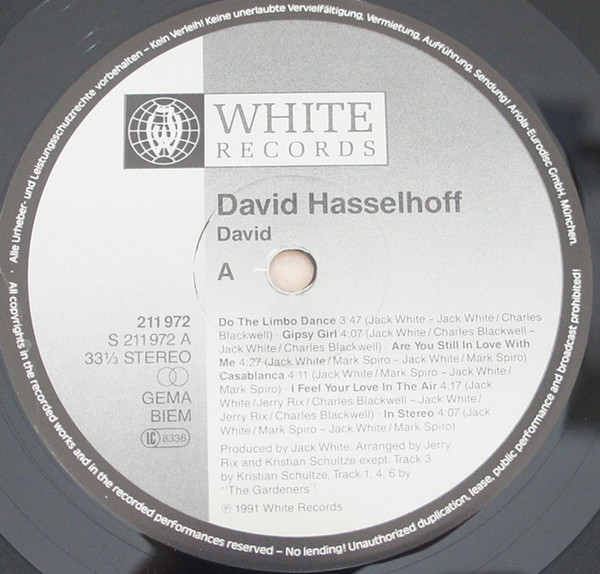 Alle Urheber- und Leistungsschutzrechte vorbehalten – Kein Verleih! Keine unerlaubte Vervielfältigung, Vermietung, Aufführung, Sendung! Ariola-Eurodisc GmbH, München.
WHITE
RECORDS
David Hasselhoff
David
A
211 972
S 211 972 A
33⅓ STEREO
GEMA
BIEM
LC 8336
Do The Limbo Dance 3:47 (Jack White – Jack White / Charles
Blackwell) · Gipsy Girl 4:07 (Jack White / Charles Blackwell –
Jack White / Charles Blackwell) · Are You Still In Love With
Me 4:27 (Jack White / Mark Spiro – Jack White / Mark Spiro)
Casablanca 4:11 (Jack White / Mark Spiro – Jack White /
Mark Spiro) · I Feel Your Love In The Air 4:17 (Jack
White / Jerry Rix / Charles Blackwell – Jack White /
Jerry Rix / Charles Blackwell) · In Stereo 4:07 (Jack
White / Mark Spiro – Jack White / Mark Spiro)
Produced by Jack White. Arranged by Jerry
Rix and Kristian Schultze exept. Track 3
by Kristian Schultze, Track 1, 4, 6 by
"The Gardeners"
℗ 1991 White Records
All copyrights in the recorded works and in the recorded performances reserved – No lending! Unauthorized duplication, lease, public performance and broadcast prohibited!